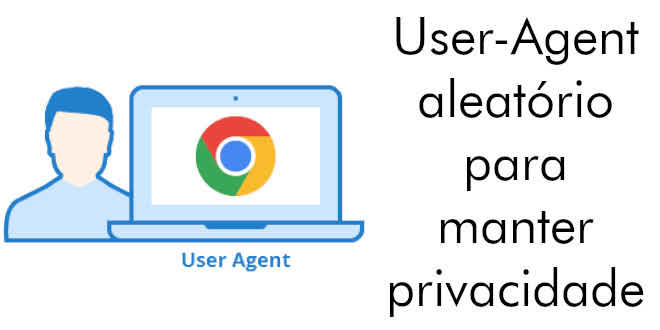 User-Agent
aleatório
para
manter
privacidade
User Agent